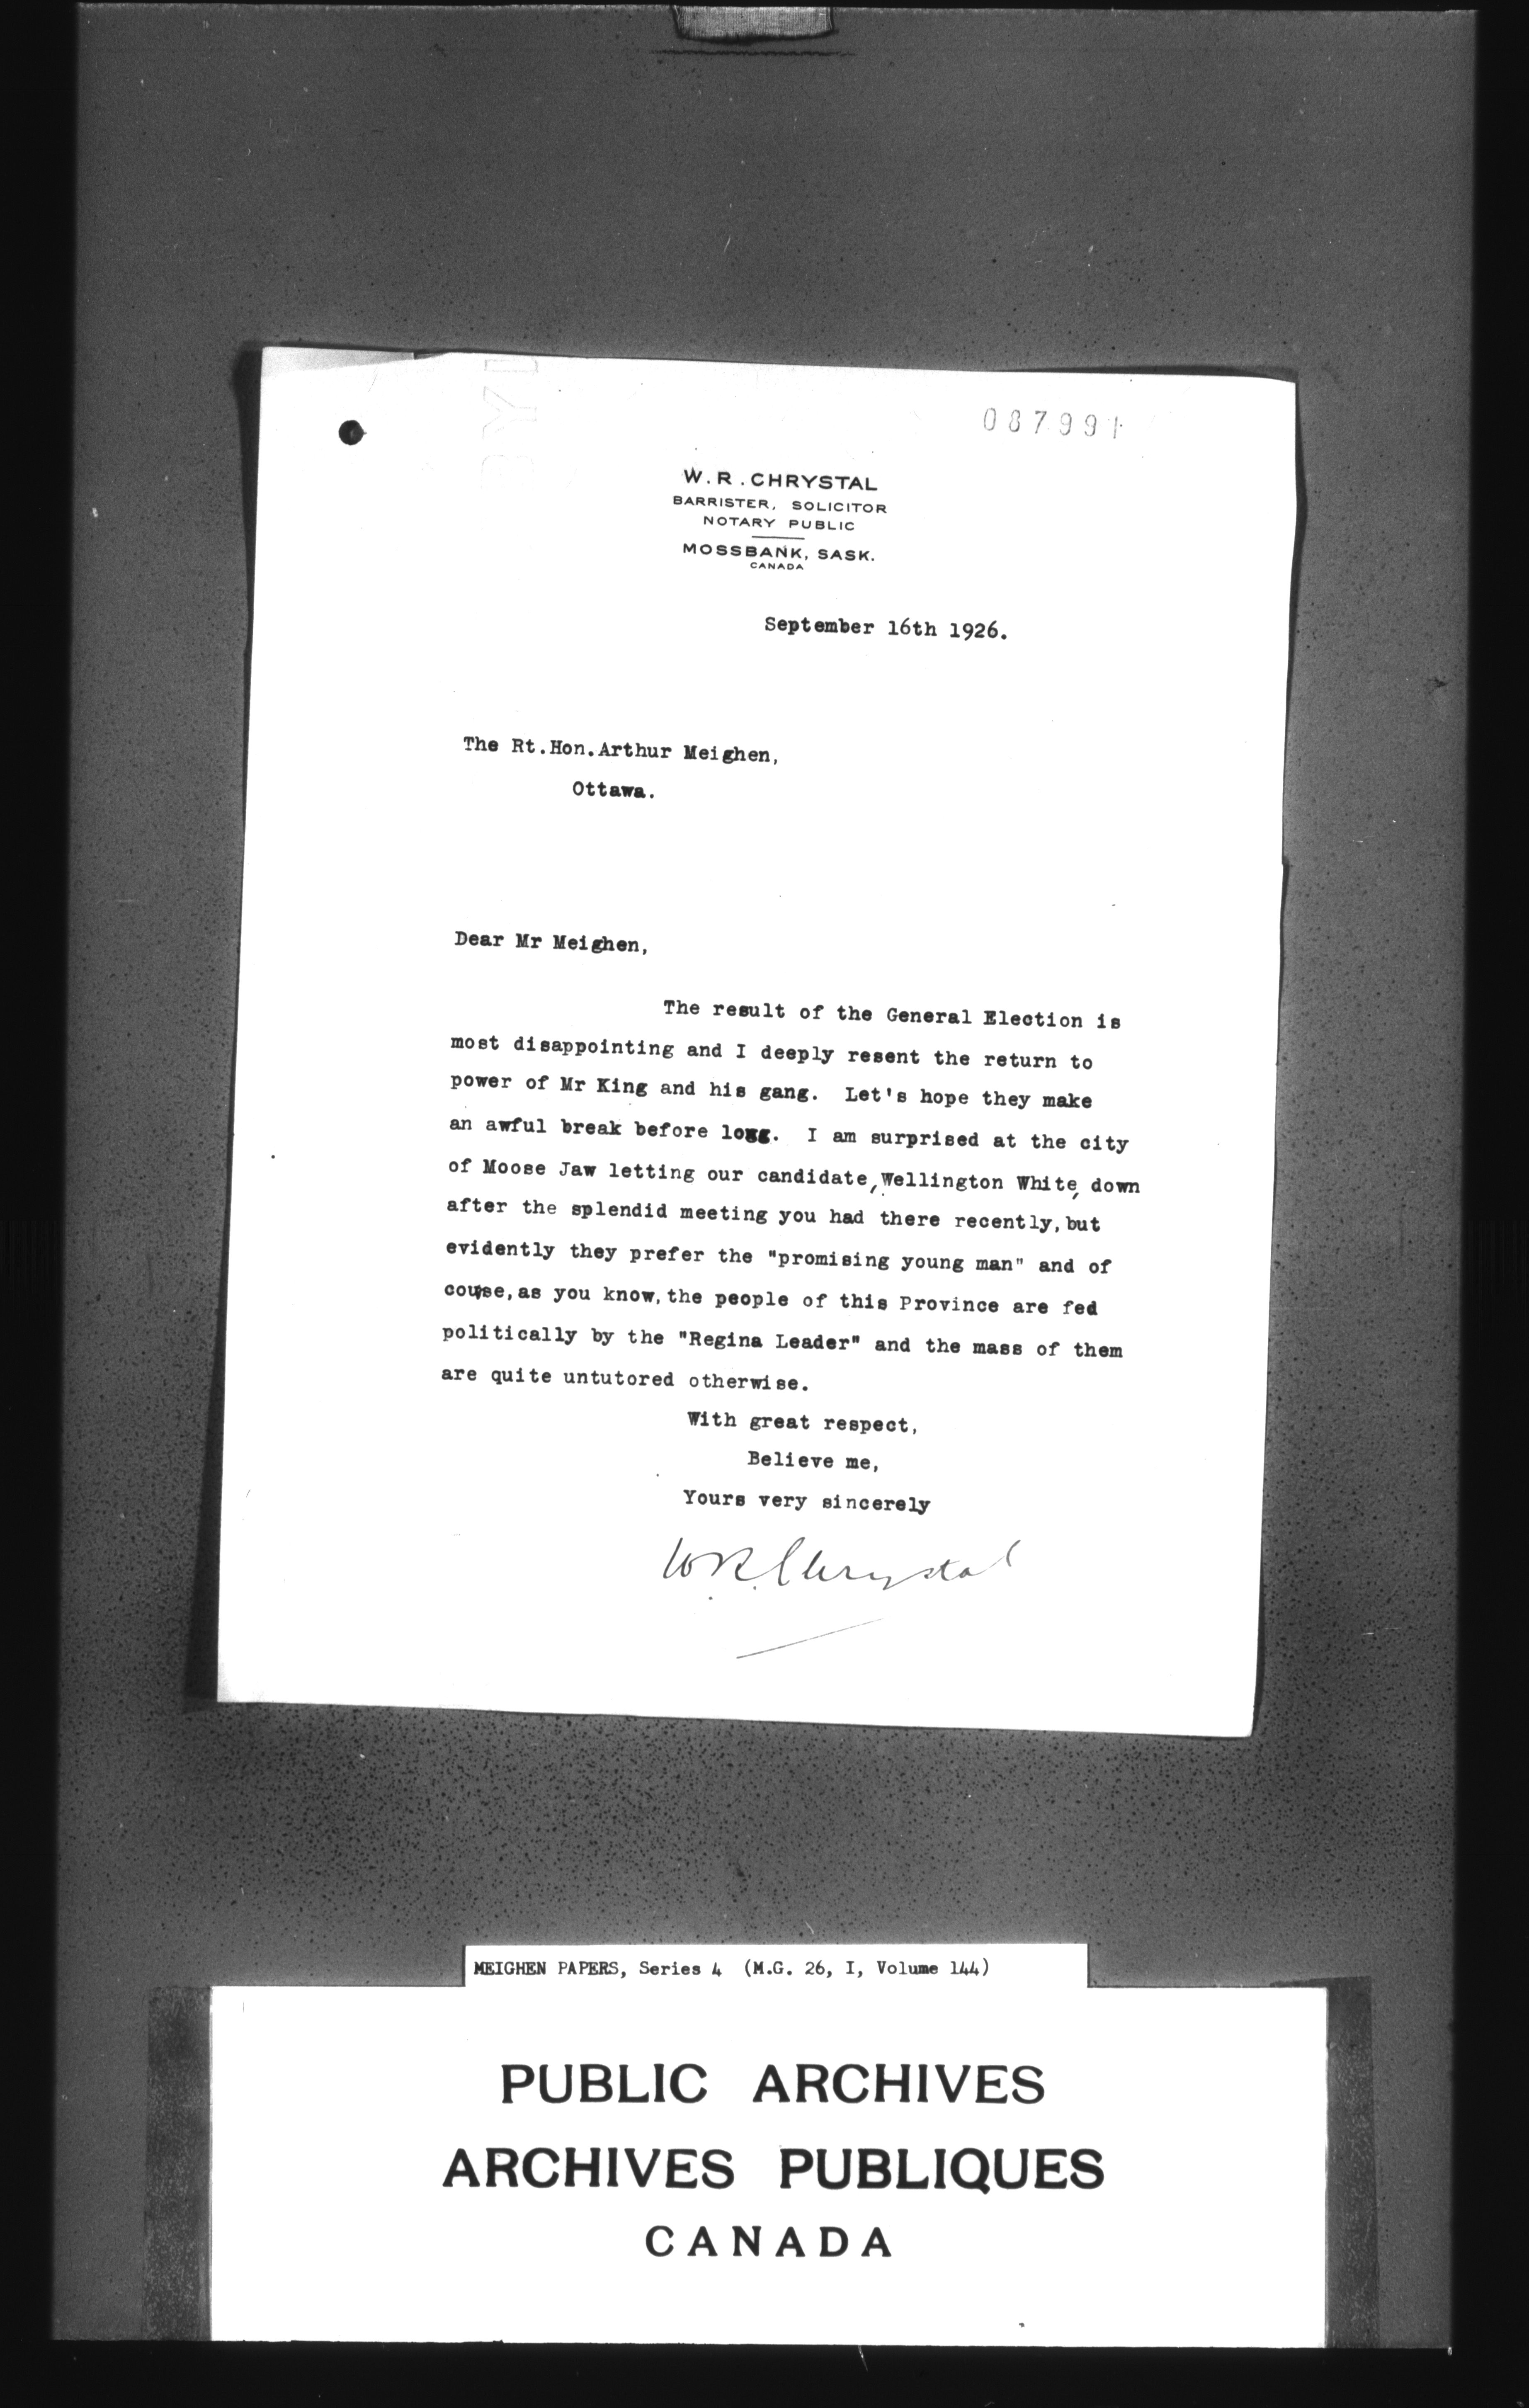 087991
W. R. CHRYSTAL
BARRISTER, SOLICITOR
NOTARY PUBLIC
MOSSBANK, SASK.
CANADA
September 16th 1926.
The Rt.Hon.Arthur Meighen,
Ottawa.
Dear Mr Meighen,
The result of the General Election is
most disappointing and I deeply resent the return to
power of Mr King and his gang. Let's hope they make
an awful break before long. I am surprised at the city
of Moose Jaw letting our candidate, Wellington White, down
after the splendid meeting you had there recently, but
evidently they prefer the "promising young man" and of
course, as you know, the people of this Province are fed
politically by the "Regina Leader" and the mass of them
are quite untutored otherwise.
With great respect,
Believe me,
Yours very sincerely
W.R. Chrystal
MEIGHEN PAPERS, Series 4 (M.G. 26, I, Volume 144)
PUBLIC ARCHIVES
ARCHIVES PUBLIQUES
CANADA